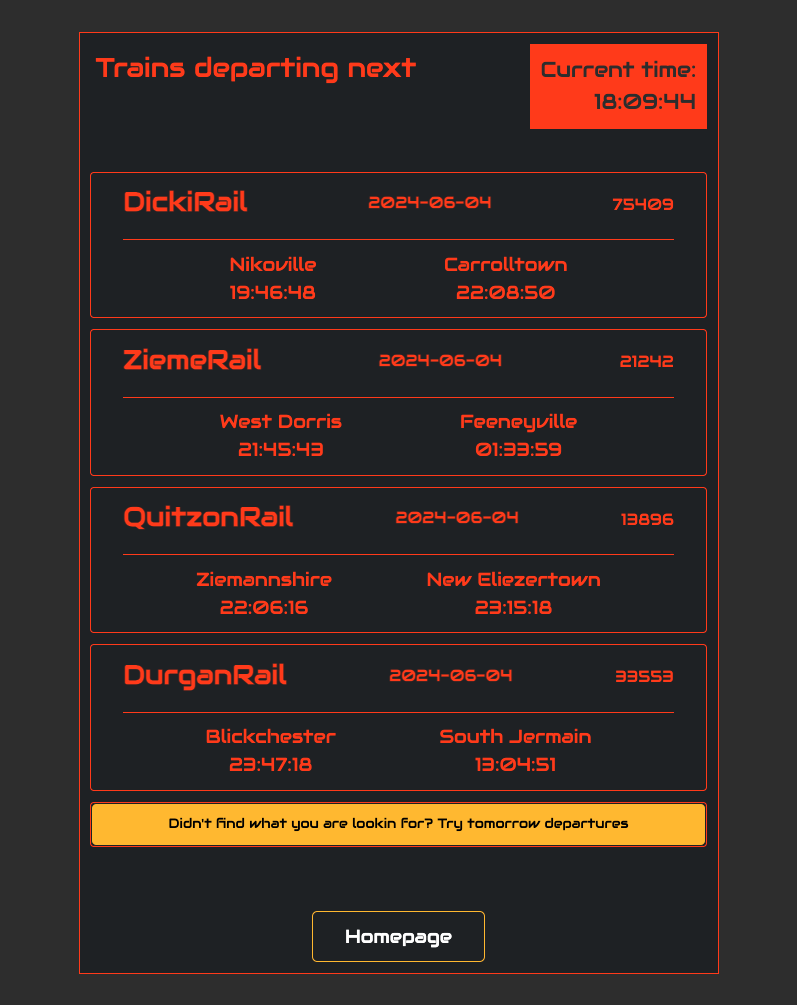 Trains departing next
Current time:
18:09:44
DickiRail 2024-06-04 75409
Nikoville Carrolltown
19:46:48 22:08:50
ZiemeRail 2024-06-04 21242
West Dorris Feeneyville
21:45:43 01:33:59
QuitzonRail 2024-06-04 13896
Ziemannshire New Eliezertown
22:06:16 23:15:18
DurganRail 2024-06-04 33553
Blickchester South Jermain
23:47:18 13:04:51
Didn't find what you are lookin for? Try tomorrow departures
Homepage